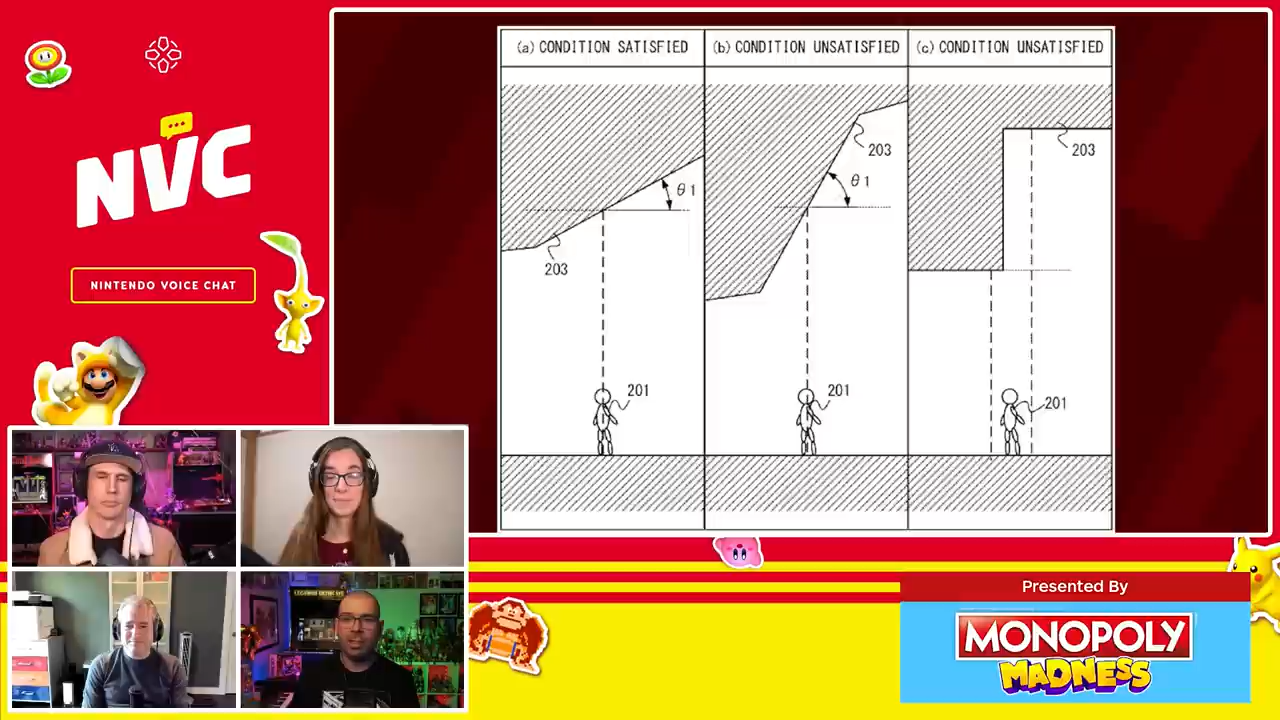 NVC
NINTENDO VOICE CHAT
(a) CONDITION SATISFIED
(b) CONDITION UNSATISFIED
(c) CONDITION UNSATISFIED
203
203
θ1
θ1
203
201
201
201
NVC
Presented By
MONOPOLY
MADNESS